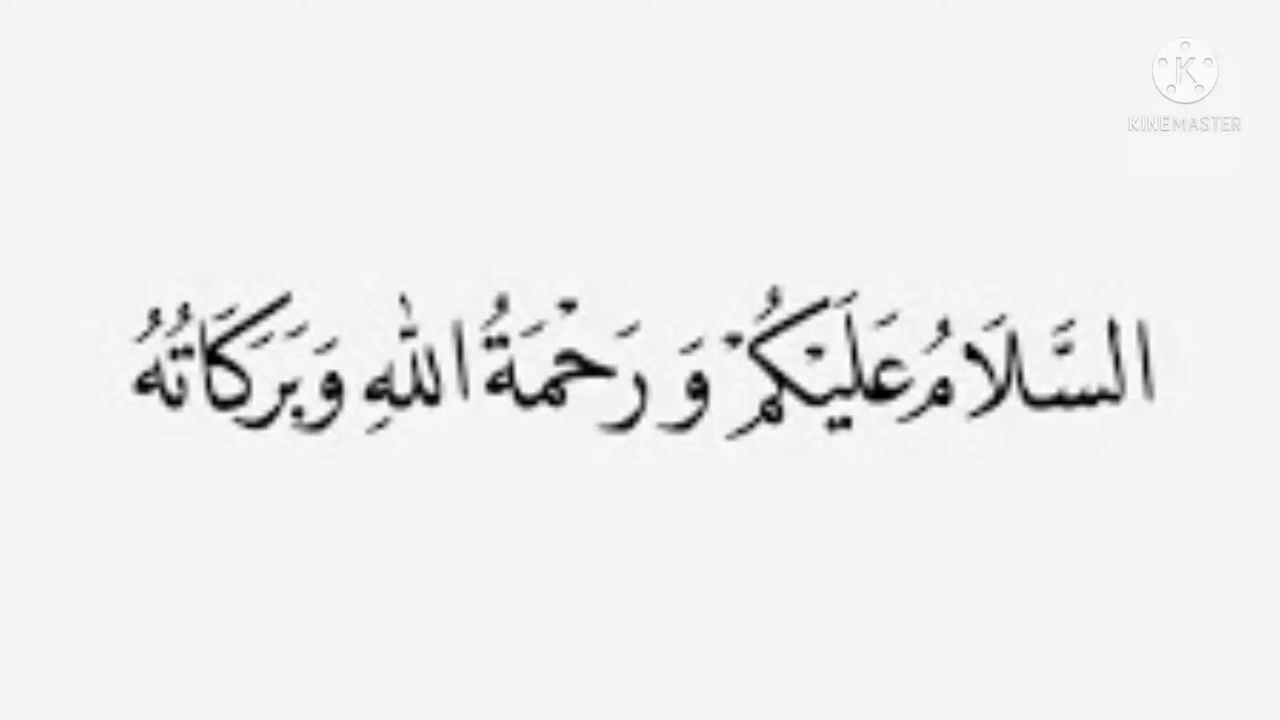 K
KINEMASTER
السَّلَامُ عَلَيْكُمْ وَ رَحْمَةُ اللهِ وَبَرَكَاتُهُ